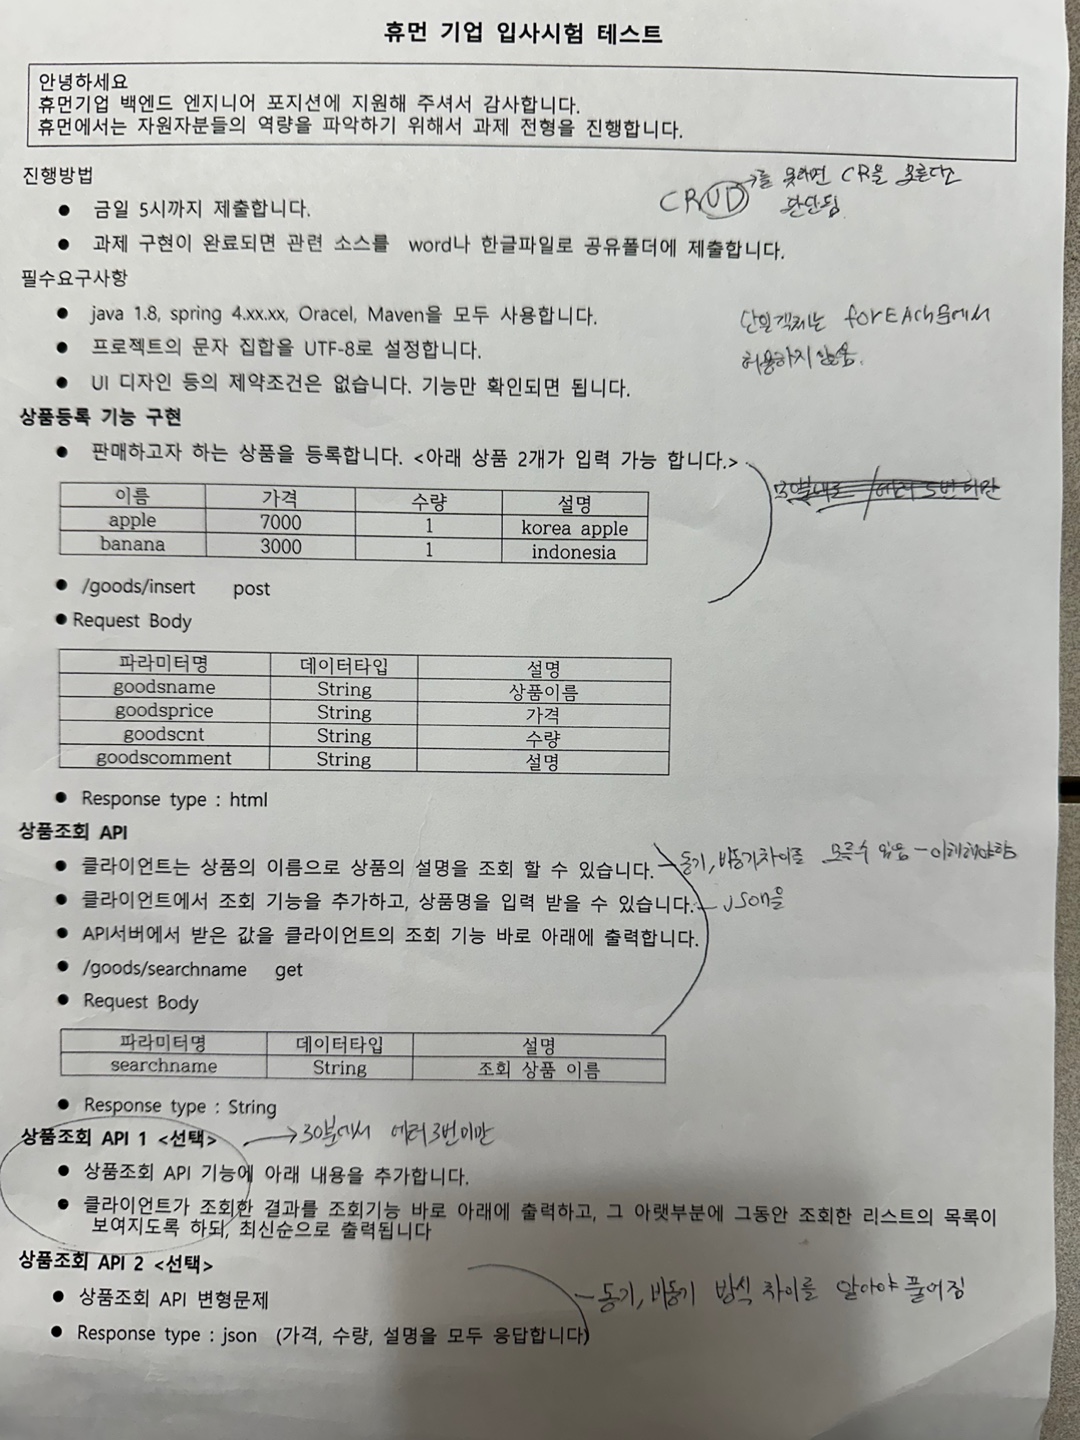 휴먼 기업 입사시험 테스트
안녕하세요
휴먼기업 백엔드 엔지니어 포지션에 지원해 주셔서 감사합니다.
휴먼에서는 자원자분들의 역량을 파악하기 위해서 과제 전형을 진행합니다.
진행방법
CRUD →를 못하면 CR을 모른다고
판단됨
● 금일 5시까지 제출합니다.
● 과제 구현이 완료되면 관련 소스를 word나 한글파일로 공유폴더에 제출합니다.
필수요구사항
● java 1.8, spring 4.xx.xx, Oracel, Maven을 모두 사용합니다.
단일객체는 forEAch문에서
허용하지 않음.
● 프로젝트의 문자 집합을 UTF-8로 설정합니다.
● UI 디자인 등의 제약조건은 없습니다. 기능만 확인되면 됩니다.
상품등록 기능 구현
● 판매하고자 하는 상품을 등록합니다. <아래 상품 2개가 입력 가능 합니다.>
이름 가격 수량 설명
apple 7000 1 korea apple
banana 3000 1 indonesia
● /goods/insert post
● Request Body
파라미터명 데이터타입 설명
goodsname String 상품이름
goodsprice String 가격
goodscnt String 수량
goodscomment String 설명
● Response type : html
상품조회 API
● 클라이언트는 상품의 이름으로 상품의 설명을 조회 할 수 있습니다.
동기, 비동기차이를 모를수 있음 - 이해해야함
● 클라이언트에서 조회 기능을 추가하고, 상품명을 입력 받을 수 있습니다.
JSON을
● API서버에서 받은 값을 클라이언트의 조회 기능 바로 아래에 출력합니다.
● /goods/searchname get
● Request Body
파라미터명 데이터타입 설명
searchname String 조회 상품 이름
● Response type : String
상품조회 API 1 <선택> → 30분에서 에러 3번미만
● 상품조회 API 기능에 아래 내용을 추가합니다.
● 클라이언트가 조회한 결과를 조회기능 바로 아래에 출력하고, 그 아랫부분에 그동안 조회한 리스트의 목록이
보여지도록 하되, 최신순으로 출력됩니다
상품조회 API 2 <선택>
● 상품조회 API 변형문제
- 동기, 비동기 방식 차이를 알아야 풀어짐
● Response type : json (가격, 수량, 설명을 모두 응답합니다)